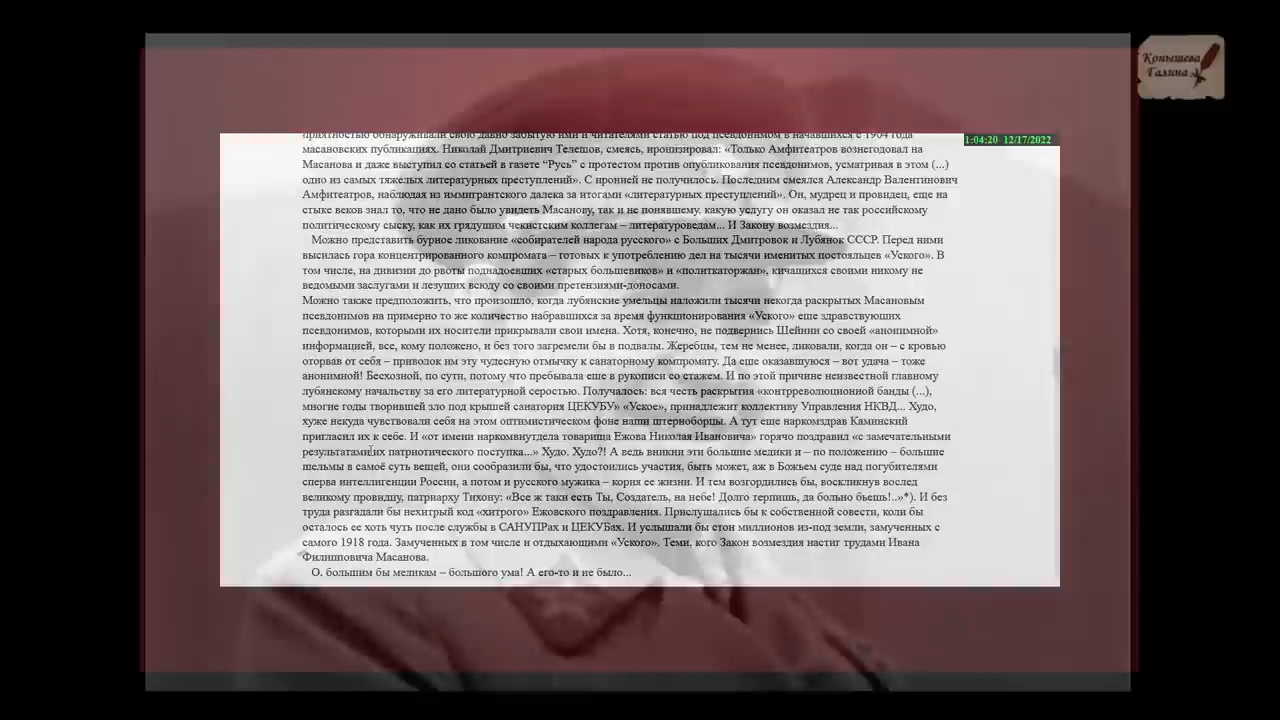 Конышева
Галина
1:04:20 12/17/2022
приятностью обнаруживали свою давно забытую ими и читателями статью под псевдонимом в начавшихся с 1904 года
масановских публикациях. Николай Дмитриевич Телешов, смеясь, иронизировал: «Только Амфитеатров вознегодовал на
Масанова и даже выступил со статьей в газете “Русь” с протестом против опубликования псевдонимов, усматривая в этом (...)
одно из самых тяжелых литературных преступлений». С иронией не получилось. Последним смеялся Александр Валентинович
Амфитеатров, наблюдая из иммигрантского далека за итогами «литературных преступлений». Он, мудрец и провидец, еще на
стыке веков знал то, что не дано было увидеть Масанову, так и не понявшему, какую услугу он оказал не так российскому
политическому сыску, как их грядущим чекистским коллегам – литературоведам... И Закону возмездия...
Можно представить бурное ликование «собирателей народа русского» с Больших Дмитровок и Лубянок СССР. Перед ними
высилась гора концентрированного компромата – готовых к употреблению дел на тысячи именитых постояльцев «Уского». В
том числе, на дивизии до рвоты поднадоевших «старых большевиков» и «политкаторжан», кичащихся своими никому не
ведомыми заслугами и лезущих всюду со своими претензиями-доносами.
Можно также предположить, что произошло, когда лубянские умельцы наложили тысячи некогда раскрытых Масановым
псевдонимов на примерно то же количество набравшихся за время функционирования «Уского» еще здравствующих
псевдонимов, которыми их носители прикрывали свои имена. Хотя, конечно, не подвернись Шейнин со своей «анонимной»
информацией, все, кому положено, и без того загремели бы в подвалы. Жеребцы, тем не менее, ликовали, когда он – с кровью
оторвав от себя – приволок им эту чудесную отмычку к санаторному компромату. Да еще оказавшуюся – вот удача – тоже
анонимной! Бесхозной, по сути, потому что пребывала еще в рукописи со стажем. И по этой причине неизвестной главному
лубянскому начальству за его литературной серостью. Получалось: вся честь раскрытия «контрреволюционной банды (...),
многие годы творившей зло под крышей санатория ЦЕКУБУ» «Уское», принадлежит коллективу Управления НКВД... Худо,
хуже некуда чувствовали себя на этом оптимистическом фоне наши штерноборцы. А тут еще наркомздрав Каминский
пригласил их к себе. И «от имени наркомвнутдела товарища Ежова Николая Ивановича» горячо поздравил «с замечательными
результатами их патриотического поступка...» Худо. Худо?! А ведь вникни эти большие медики и – по положению – большие
шельмы в самоё суть вещей, они сообразили бы, что удостоились участия, быть может, аж в Божьем суде над погубителями
сперва интеллигенции России, а потом и русского мужика – корня ее жизни. И тем возгордились бы, воскликнув вослед
великому провидцу, патриарху Тихону: «Все ж таки есть Ты, Создатель, на небе! Долго терпишь, да больно бьешь!..»*). И без
труда разгадали бы нехитрый код «хитрого» Ежовского поздравления. Прислушались бы к собственной совести, коли бы
осталось ее хоть чуть после службы в САНУПРах и ЦЕКУБах. И услышали бы стон миллионов из-под земли, замученных с
самого 1918 года. Замученных в том числе и отдыхающими «Уского». Теми, кого Закон возмездия настиг трудами Ивана
Филипповича Масанова.
О, большим бы медикам – большого ума! А его-то и не было...